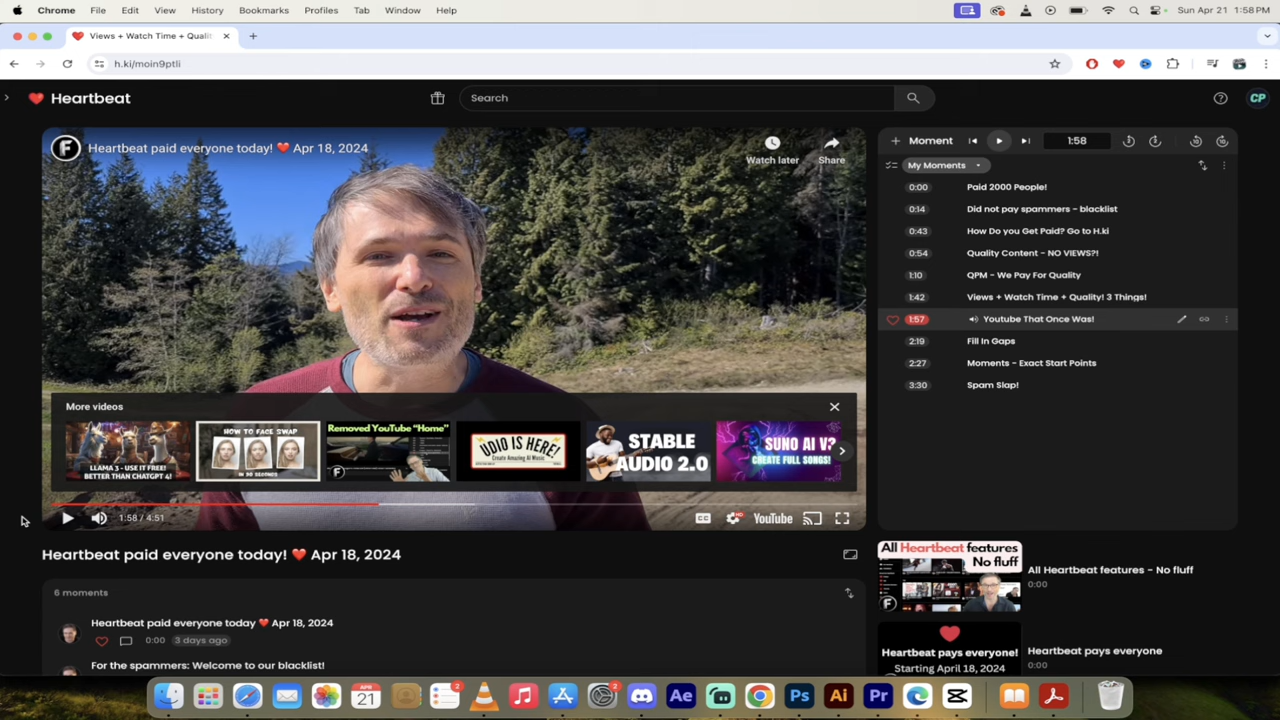 Chrome File Edit View History Bookmarks Profiles Tab Window Help Sun Apr 21 1:58 PM
Views + Watch Time + Qualit
h.ki/moin9ptli
Heartbeat
Search
CP
F Heartbeat paid everyone today! ❤️ Apr 18, 2024
Watch later
Share
More videos
LLAMA 3 - USE IT FREE!
BETTER THAN CHATGPT 4!
HOW TO FACE SWAP
IN 30 SECONDS
Removed YouTube "Home"
F
UDIO IS HERE!
Create Amazing AI Music
STABLE
AUDIO 2.0
SUNO AI V3
CREATE FULL SONGS!
1:58 / 4:51
CC
HD
YouTube
Moment
1:58
My Moments
0:00 Paid 2000 People!
0:14 Did not pay spammers - blacklist
0:43 How Do you Get Paid? Go to H.ki
0:54 Quality Content - NO VIEWS?!
1:10 QPM - We Pay For Quality
1:42 Views + Watch Time + Quality! 3 Things!
1:57 Youtube That Once Was!
2:19 Fill In Gaps
2:27 Moments - Exact Start Points
3:30 Spam Slap!
Heartbeat paid everyone today! ❤️ Apr 18, 2024
6 moments
Heartbeat paid everyone today ❤️ Apr 18, 2024
0:00 3 days ago
For the spammers: Welcome to our blacklist!
All Heartbeat features
No fluff
F
All Heartbeat features - No fluff
0:00
Heartbeat pays everyone!
Starting April 18, 2024
Heartbeat pays everyone
0:00
APR
21
2
2
Ae
Ps
Ai
Pr